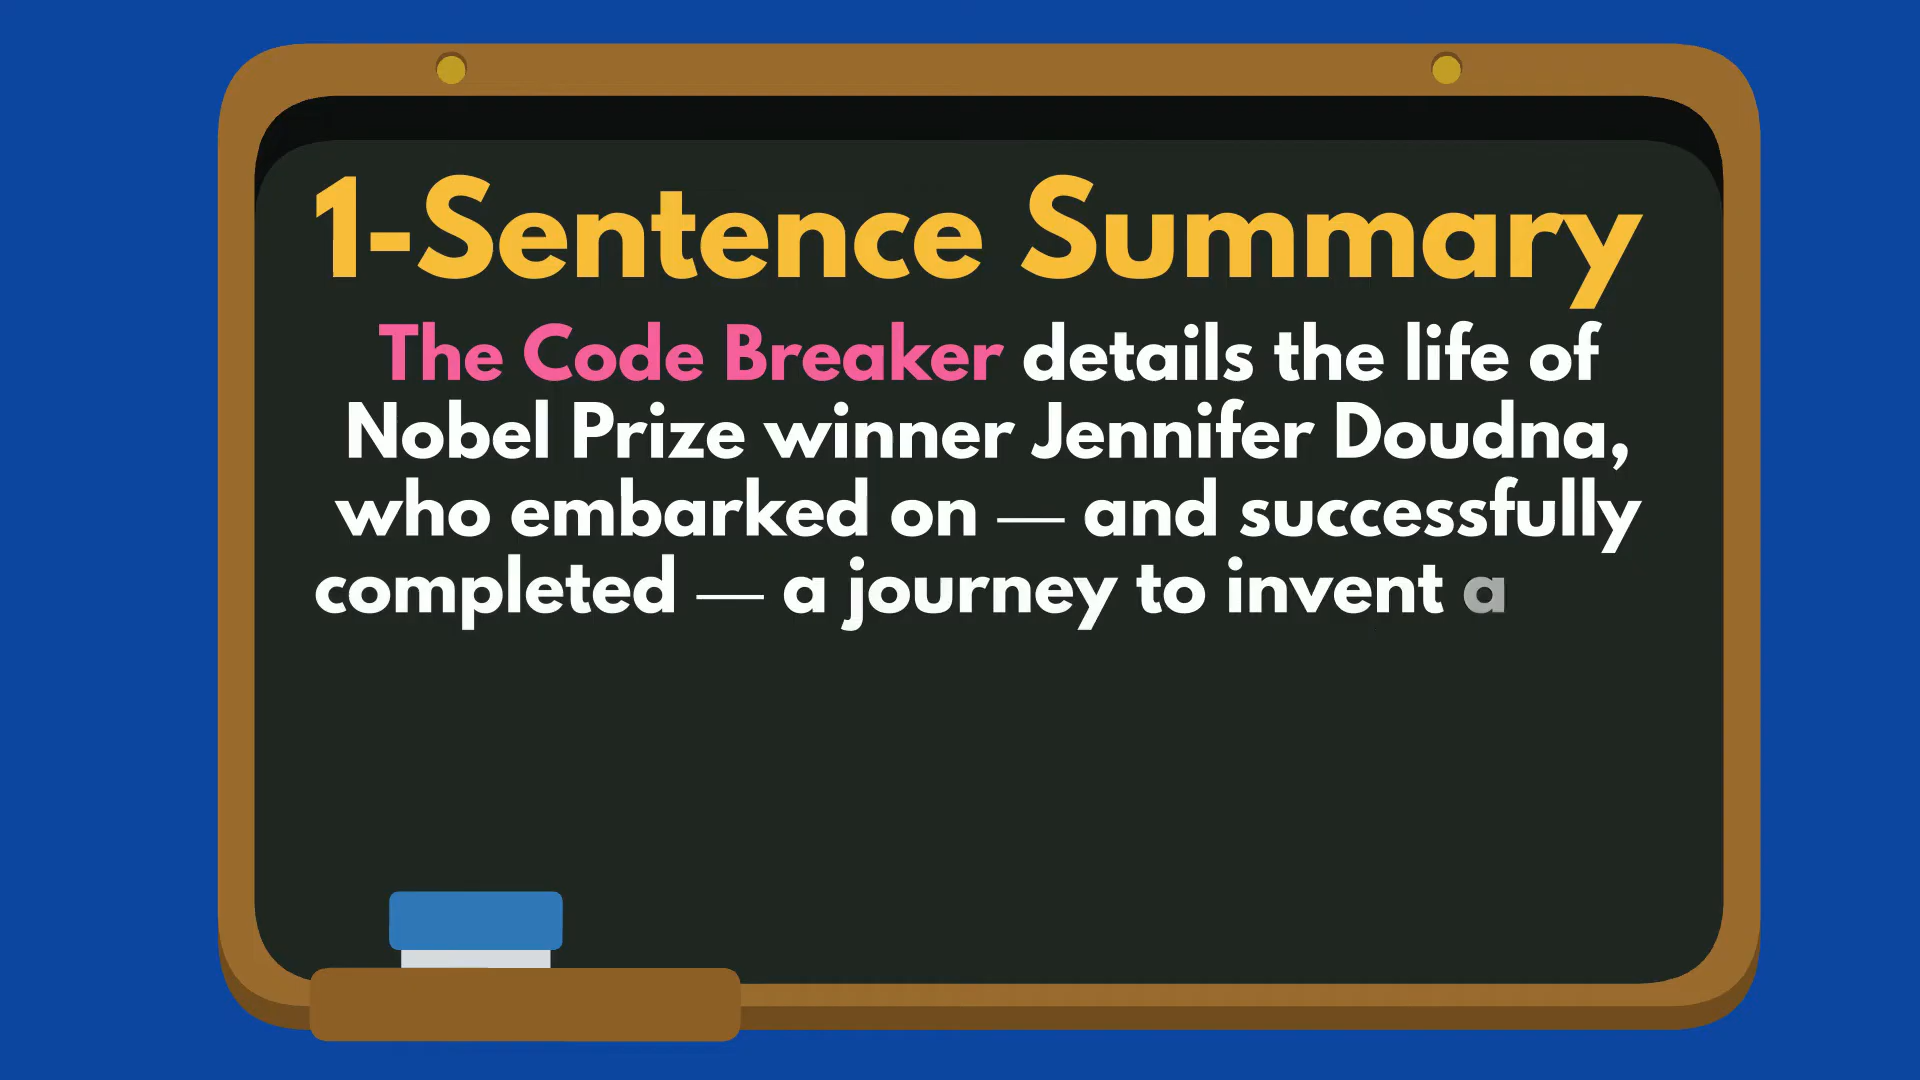 1-Sentence Summary
The Code Breaker details the life of
Nobel Prize winner Jennifer Doudna,
who embarked on — and successfully
completed — a journey to invent a